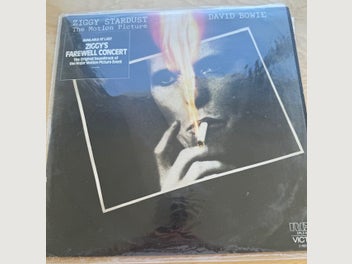 ZIGGY STARDUST
The Motion Picture
DAVID BOWIE
AVAILABLE AT LAST
ZIGGY'S
FAREWELL CONCERT
The Original Soundtrack of
the Major Motion Picture Event
RCA
VICT